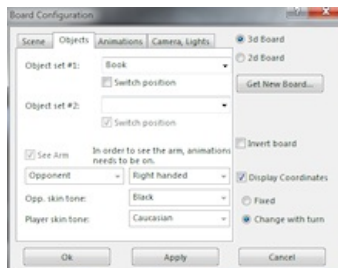 Board Configuration
Scene Objects Animations Camera, Lights
Object set #1: Book
Switch position
Object set #2:
Switch position
See Arm In order to see the arm, animations
needs to be on.
Opponent Right handed
Opp. skin tone: Black
Player skin tone: Caucasian
3d Board
2d Board
Get New Board...
Invert board
Display Coordinates
Fixed
Change with turn
Ok Apply Cancel